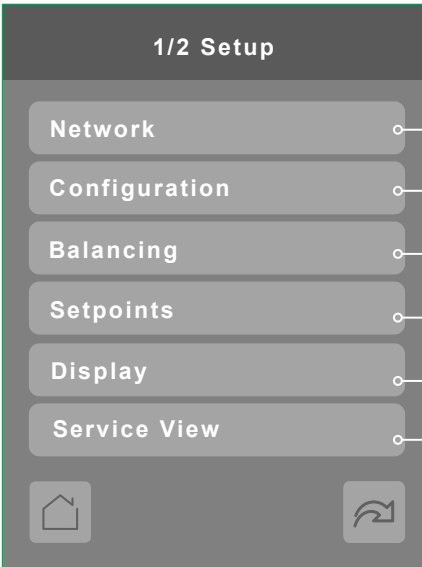 1/2 Setup
Network
Configuration
Balancing
Setpoints
Display
Service View